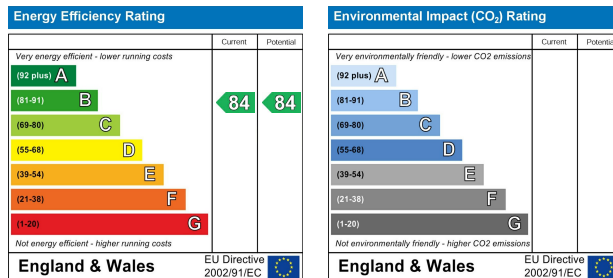 Energy Efficiency Rating
Current Potential
Very energy efficient - lower running costs
(92 plus) A
(81-91) B 84 84
(69-80) C
(55-68) D
(39-54) E
(21-38) F
(1-20) G
Not energy efficient - higher running costs
England & Wales
EU Directive
2002/91/EC
Environmental Impact (CO₂) Rating
Current Potential
Very environmentally friendly - lower CO2 emissions
(92 plus) A
(81-91) B
(69-80) C
(55-68) D
(39-54) E
(21-38) F
(1-20) G
Not environmentally friendly - higher CO2 emissions
England & Wales
EU Directive
2002/91/EC